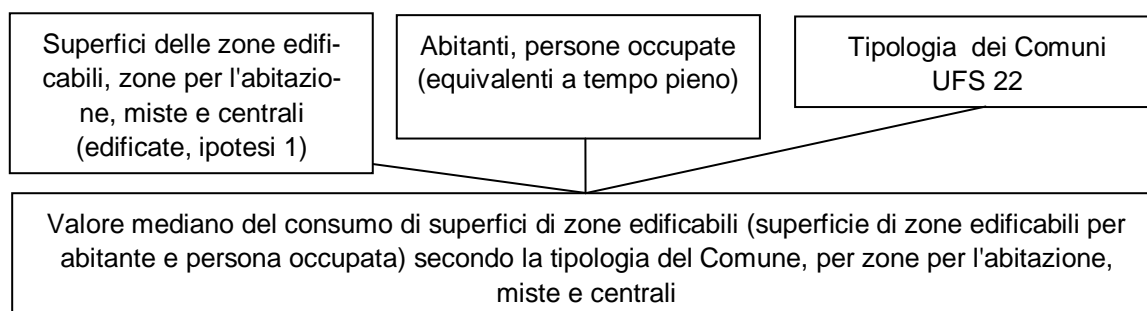 Superfici delle zone edifi-
cabili, zone per l'abitazio-
ne, miste e centrali
(edificate, ipotesi 1)
Abitanti, persone occupate
(equivalenti a tempo pieno)
Tipologia dei Comuni
UFS 22
Valore mediano del consumo di superfici di zone edificabili (superficie di zone edificabili per
abitante e persona occupata) secondo la tipologia del Comune, per zone per l'abitazione,
miste e centrali